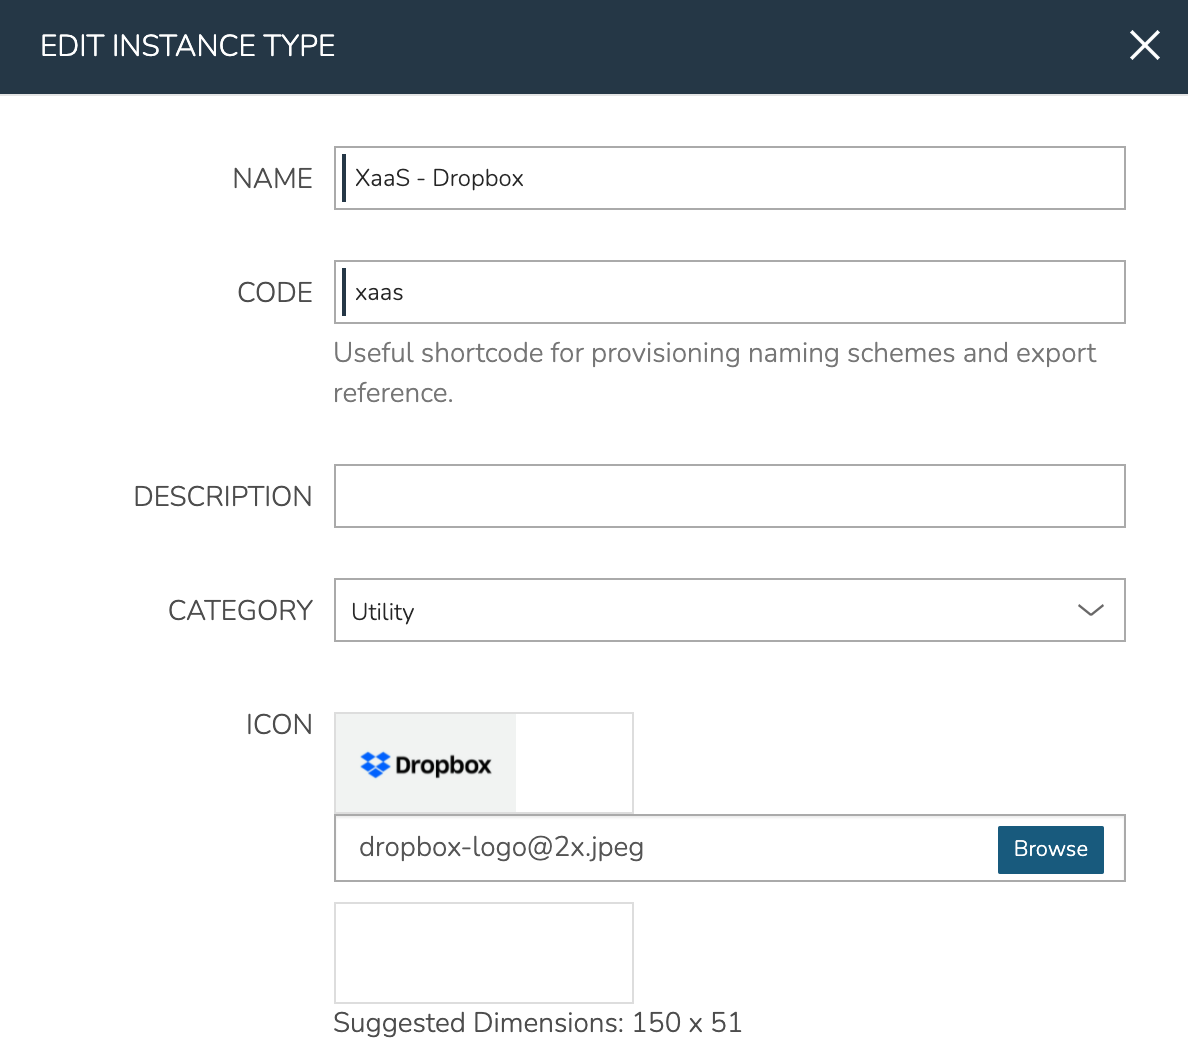 EDIT INSTANCE TYPE
NAME
XaaS - Dropbox
CODE
xaas
Useful shortcode for provisioning naming schemes and export
reference.
DESCRIPTION
CATEGORY
Utility
ICON
Dropbox
dropbox-logo@2x.jpeg
Browse
Suggested Dimensions: 150 x 51